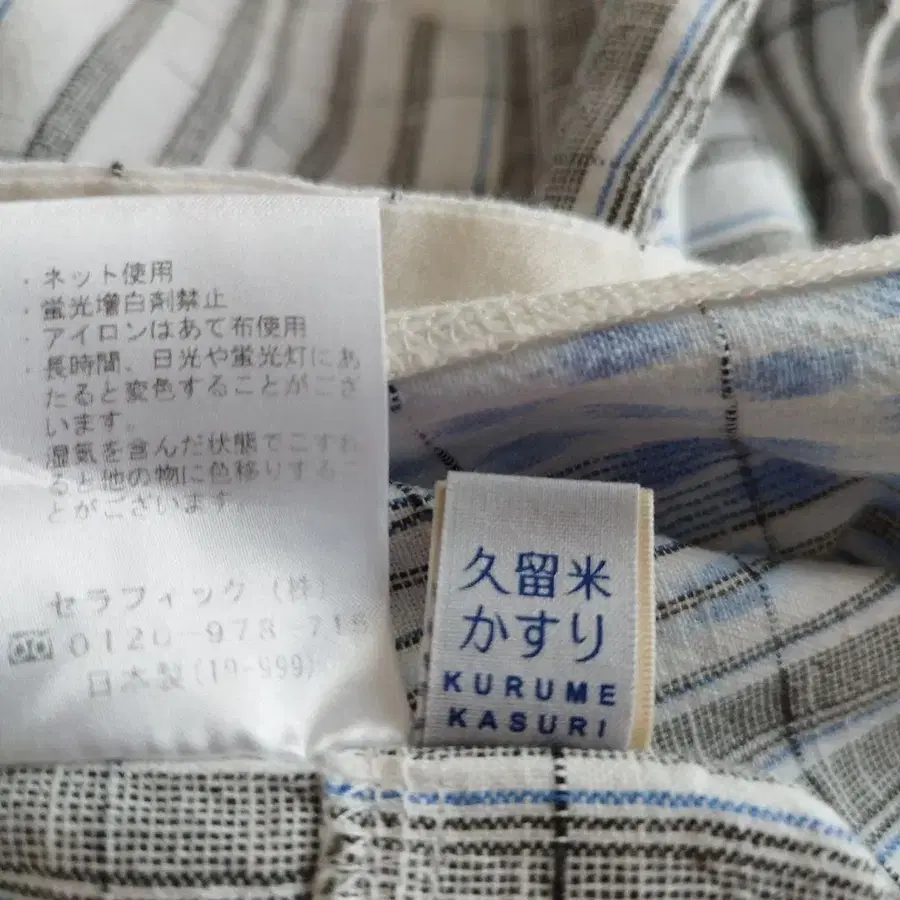 ・ネット使用
・蛍光増白剤禁止
・アイロンはあて布使用
・長時間、日光や蛍光灯にあ
たると変色することがござ
います。
湿気を含んだ状態でこすれ
ると他の物に色移りするこ
とがございます。
セラフィック(株)
0120-978-715
日本製(19-999)
久留米
かすり
KURUME
KASURI